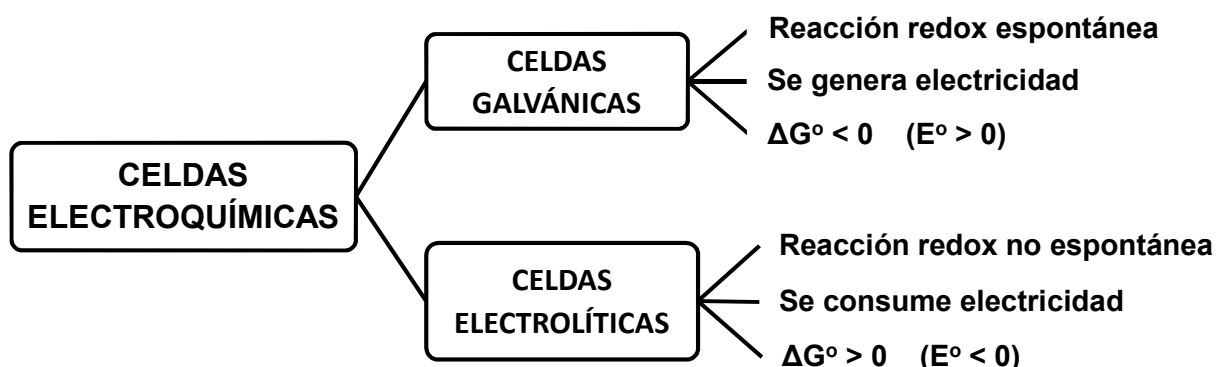 CELDAS
ELECTROQUÍMICAS
CELDAS
GALVÁNICAS
Reacción redox espontánea
Se genera electricidad
ΔGº < 0 (Eº > 0)
CELDAS
ELECTROLÍTICAS
Reacción redox no espontánea
Se consume electricidad
ΔGº > 0 (Eº < 0)